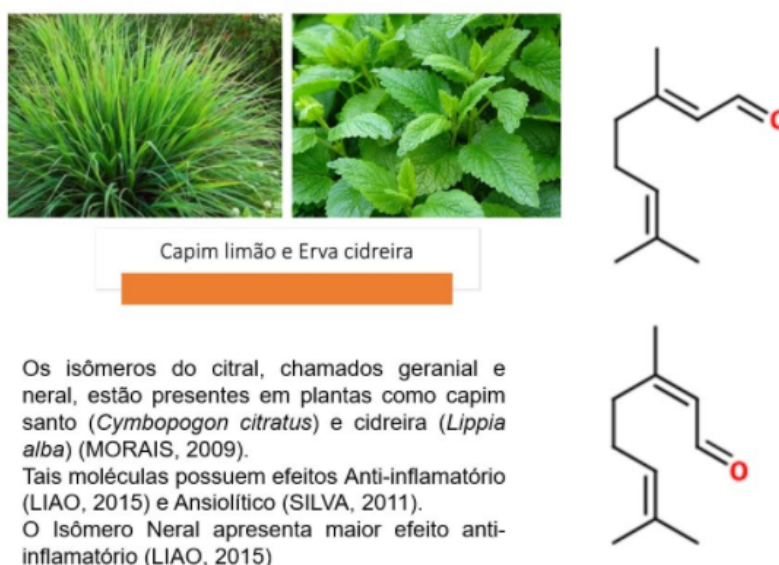 Capim limão e Erva cidreira
Os isômeros do citral, chamados geranial e
neral, estão presentes em plantas como capim
santo (Cymbopogon citratus) e cidreira (Lippia
alba) (MORAIS, 2009).
Tais moléculas possuem efeitos Anti-inflamatório
(LIAO, 2015) e Ansiolítico (SILVA, 2011).
O Isômero Neral apresenta maior efeito anti-
inflamatório (LIAO, 2015)
O
O